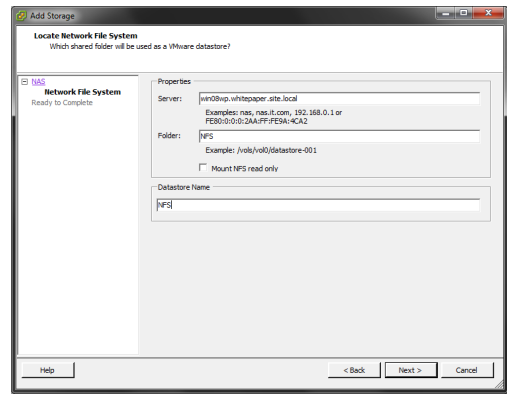 Add Storage
Locate Network File System
Which shared folder will be used as a VMware datastore?
NAS
Network File System
Ready to Complete
Properties
Server: win08wp.whitepaper.site.local
Examples: nas, nas.it.com, 192.168.0.1 or
FE80:0:0:0:2AA:FF:FE9A:4CA2
Folder: NFS
Example: /vols/vol0/datastore-001
Mount NFS read only
Datastore Name
NFS
Help
< Back
Next >
Cancel